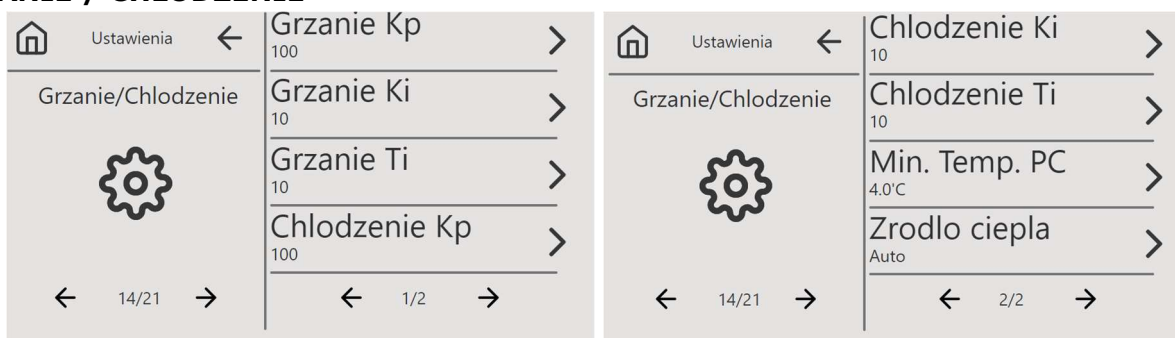 Ustawienia
Grzanie/Chlodzenie
14/21
Grzanie Kp
100
Grzanie Ki
10
Grzanie Ti
10
Chlodzenie Kp
100
1/2
Ustawienia
Grzanie/Chlodzenie
14/21
Chlodzenie Ki
10
Chlodzenie Ti
10
Min. Temp. PC
4.0'C
Zrodlo ciepla
Auto
2/2